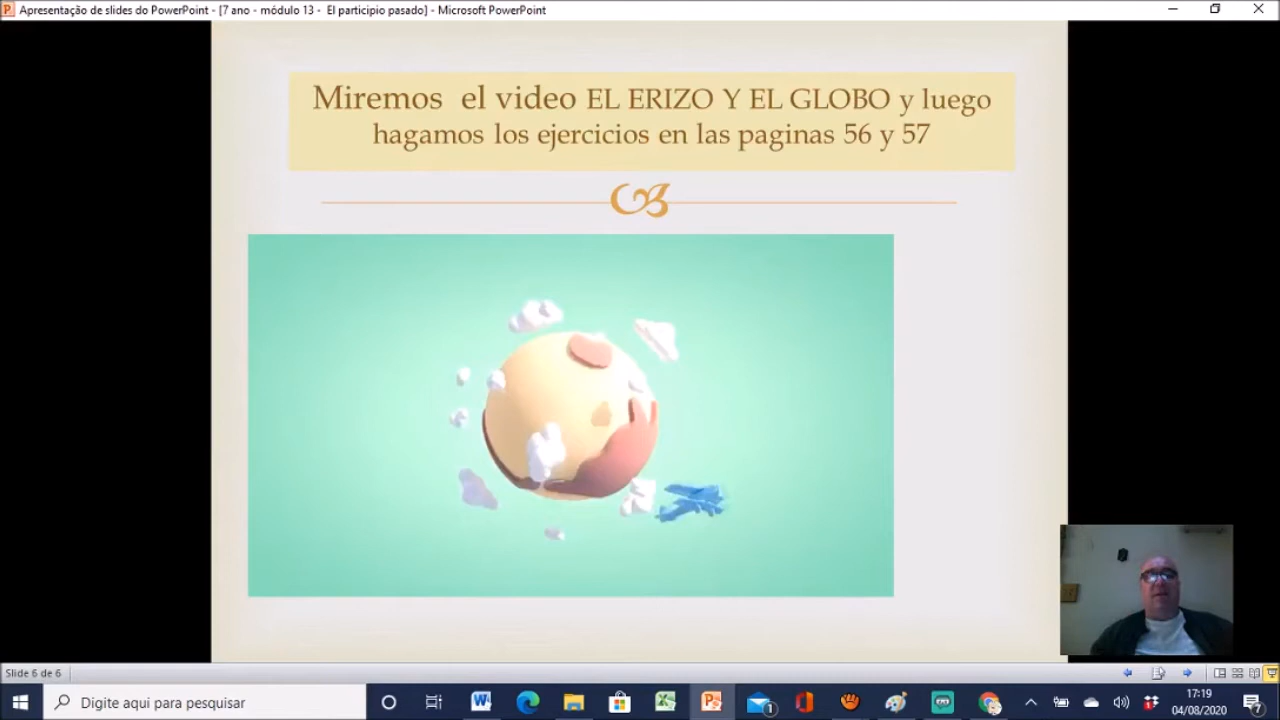 Apresentação de slides do PowerPoint - [7 ano - módulo 13 -  El participio pasado] - Microsoft PowerPoint
Miremos  el video EL ERIZO Y EL GLOBO y luego
hagamos los ejercicios en las paginas 56 y 57
Slide 6 de 6
Digite aqui para pesquisar
1
17:19
04/08/2020
7